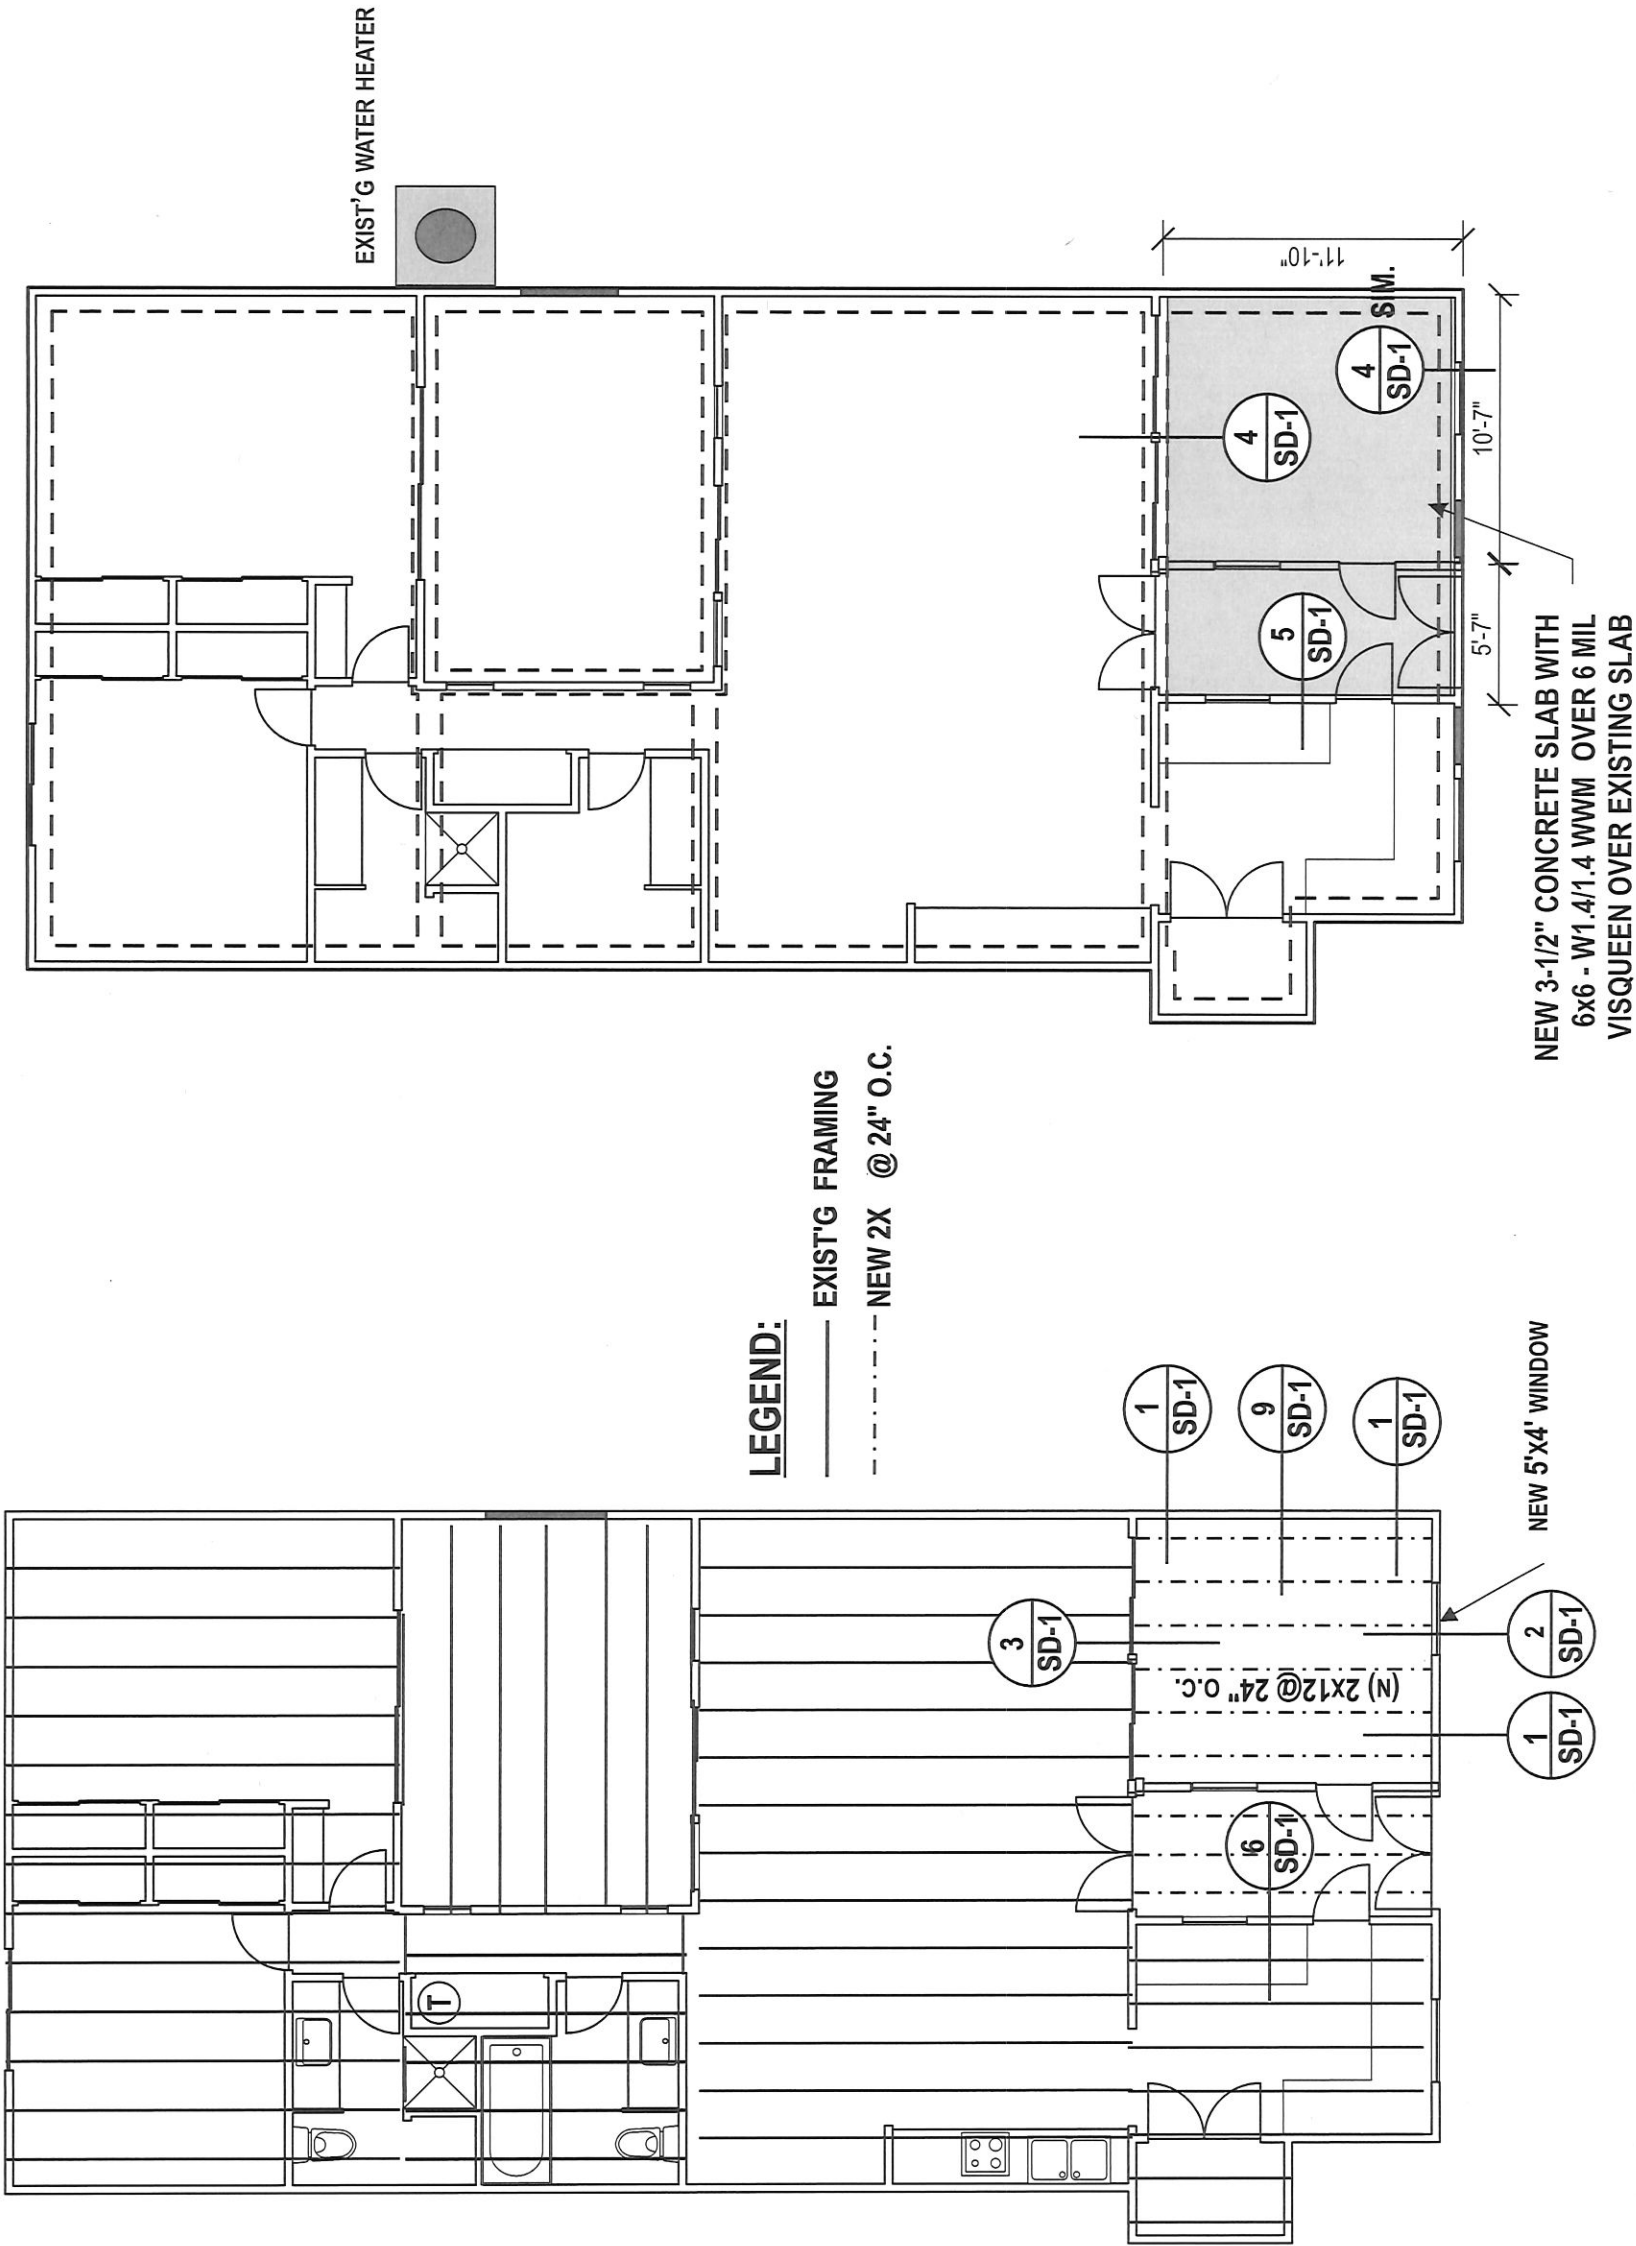 EXIST'G WATER HEATER
11'-10"
SIM.
4
SD-1
4
SD-1
10'-7"
5
SD-1
5'-7"
NEW 3-1/2" CONCRETE SLAB WITH
6x6 - W1.4/1.4 WWM OVER 6 MIL
VISQUEEN OVER EXISTING SLAB
LEGEND:
EXIST'G FRAMING
NEW 2X @ 24" O.C.
1
SD-1
9
SD-1
1
SD-1
NEW 5'x4' WINDOW
3
SD-1
(N) 2x12@ 24" O.C.
2
SD-1
1
SD-1
6
SD-1
T